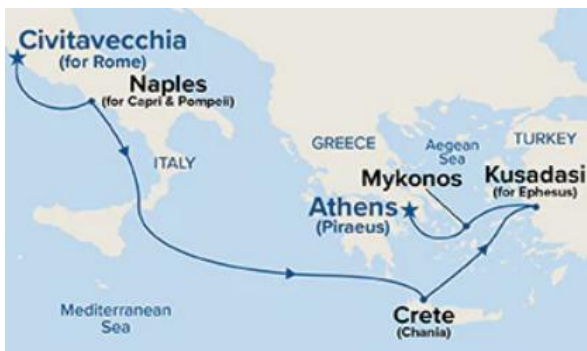 Civitavecchia
(for Rome)
Naples
(for Capri & Pompeii)
ITALY
GREECE
Aegean
Sea
TURKEY
Mykonos
Kusadasi
(for Ephesus)
Athens
(Piraeus)
Mediterranean
Sea
Crete
(Chania)